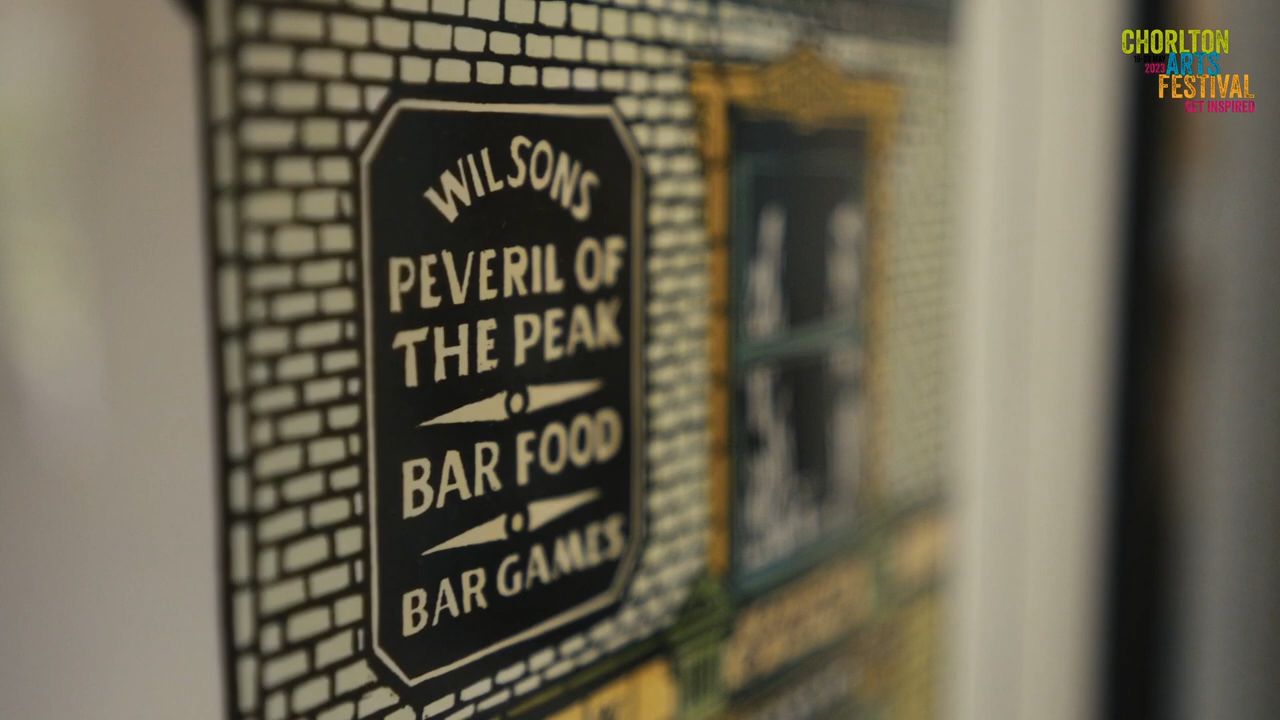 WILSONS
PEVERIL OF
THE PEAK
BAR FOOD
BAR GAMES
CHORLTON
2023 ARTS
FESTIVAL
GET INSPIRED